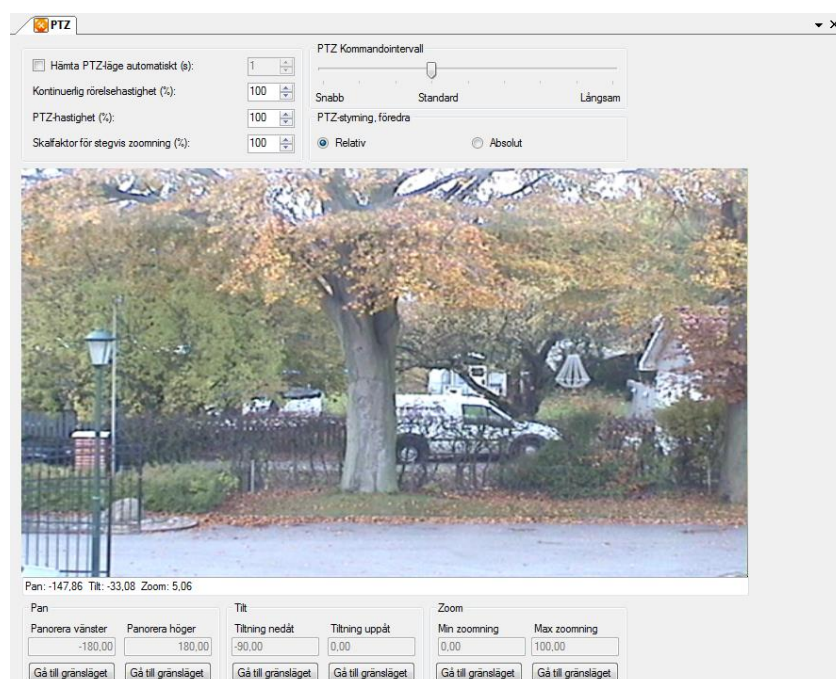 PTZ
Hämta PTZ-läge automatiskt (s): 1
Kontinuerlig rörelsehastighet (%): 100
PTZ-hastighet (%): 100
Skalfaktor för stegvis zoomning (%): 100
PTZ Kommandointervall
Snabb Standard Långsam
PTZ-styrning, föredra
Relativ Absolut
Pan: -147,86 Tilt: -33,08 Zoom: 5,06
Pan Tilt Zoom
Panorera vänster Panorera höger Tiltning nedåt Tiltning uppåt Min zoomning Max zoomning
-180,00 180,00 -90,00 0,00 0,00 100,00
Gå till gränsläget Gå till gränsläget Gå till gränsläget Gå till gränsläget Gå till gränsläget Gå till gränsläget